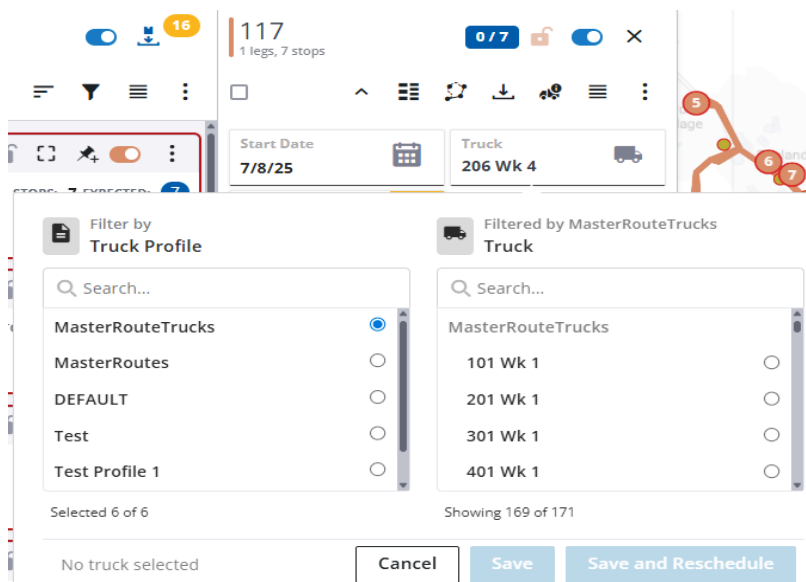 16
117
1 legs, 7 stops
0 / 7
Start Date
7/8/25
Truck
206 Wk 4
5
6
7
STOPS: 7 EXPECTED: 7
Filter by
Truck Profile
Filtered by MasterRouteTrucks
Truck
Search...
Search...
MasterRouteTrucks
MasterRoutes
DEFAULT
Test
Test Profile 1
MasterRouteTrucks
101 Wk 1
201 Wk 1
301 Wk 1
401 Wk 1
Selected 6 of 6
Showing 169 of 171
No truck selected
Cancel
Save
Save and Reschedule